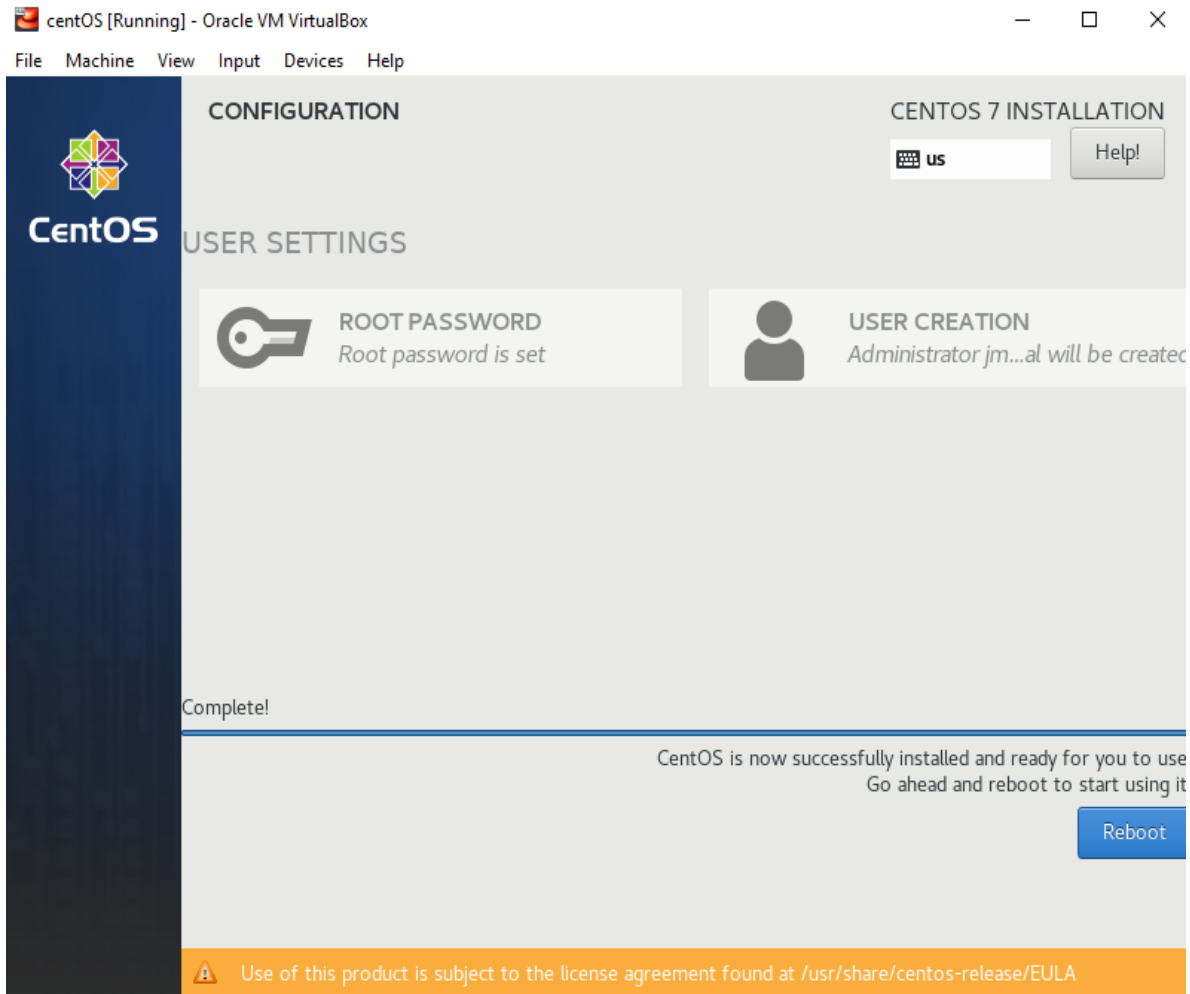 centOS [Running] - Oracle VM VirtualBox
File Machine View Input Devices Help
CONFIGURATION
CENTOS 7 INSTALLATION
us
Help!
CentOS
USER SETTINGS
ROOT PASSWORD
Root password is set
USER CREATION
Administrator jm...al will be created
Complete!
CentOS is now successfully installed and ready for you to use
Go ahead and reboot to start using it
Reboot
Use of this product is subject to the license agreement found at /usr/share/centos-release/EULA